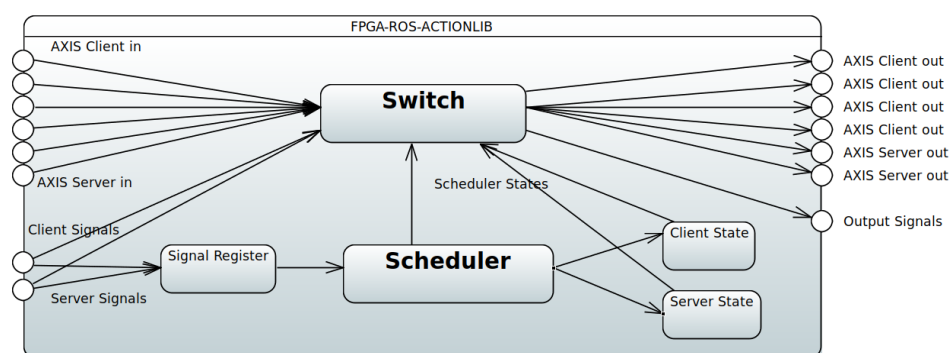 FPGA-ROS-ACTIONLIB
AXIS Client in
AXIS Client out
AXIS Client out
Switch
AXIS Client out
AXIS Client out
AXIS Server out
AXIS Server in
AXIS Server out
Scheduler States
Client Signals
Output Signals
Client State
Signal Register
Scheduler
Server Signals
Server State